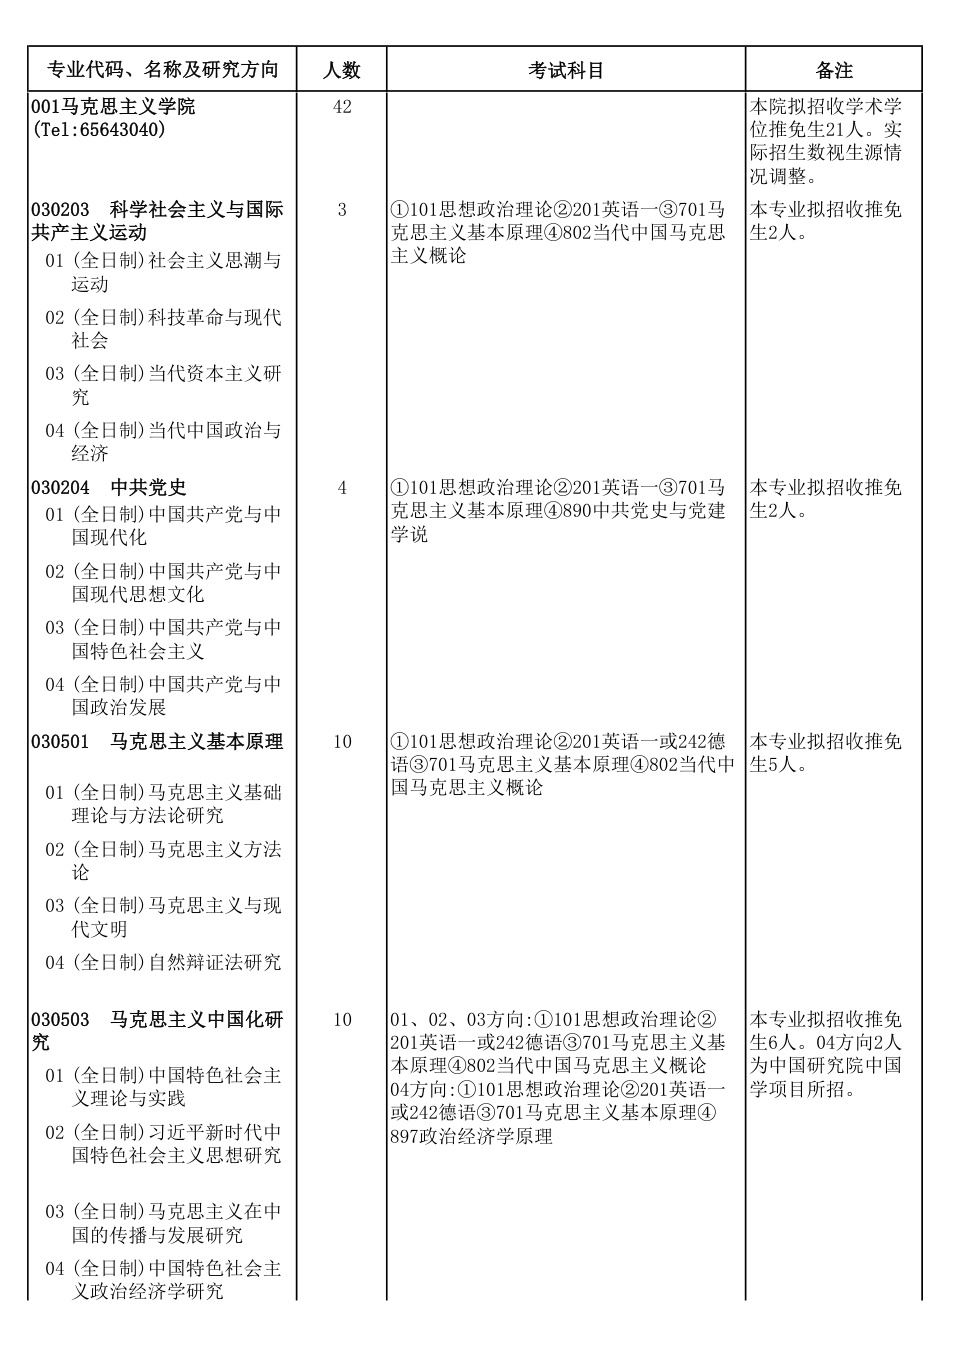 专业代码、名称及研究方向 人数 考试科目 备注
001马克思主义学院 42 本院拟招收学术学
(Tel:65643040) 位推免生21人。实
际招生数视生源情
况调整。
030203 科学社会主义与国际 3 ①101思想政治理论②201英语一③701马 本专业拟招收推免
共产主义运动 克思主义基本原理④802当代中国马克思 生2人。
01 (全日制)社会主义思潮与 主义概论
运动
02 (全日制)科技革命与现代
社会
03 (全日制)当代资本主义研
究
04 (全日制)当代中国政治与
经济
030204 中共党史 4 ①101思想政治理论②201英语一③701马 本专业拟招收推免
01 (全日制)中国共产党与中 克思主义基本原理④890中共党史与党建 生2人。
国现代化 学说
02 (全日制)中国共产党与中
国现代思想文化
03 (全日制)中国共产党与中
国特色社会主义
04 (全日制)中国共产党与中
国政治发展
030501 马克思主义基本原理 10 ①101思想政治理论②201英语一或242德 本专业拟招收推免
语③701马克思主义基本原理④802当代中 生5人。
01 (全日制)马克思主义基础 国马克思主义概论
理论与方法论研究
02 (全日制)马克思主义方法
论
03 (全日制)马克思主义与现
代文明
04 (全日制)自然辩证法研究
030503 马克思主义中国化研 10 01、02、03方向:①101思想政治理论② 本专业拟招收推免
究 201英语一或242德语③701马克思主义基 生6人。04方向2人
01 (全日制)中国特色社会主 本原理④802当代中国马克思主义概论 为中国研究院中国
义理论与实践 04方向:①101思想政治理论②201英语一 学项目所招。
02 (全日制)习近平新时代中 或242德语③701马克思主义基本原理④
国特色社会主义思想研究 897政治经济学原理
03 (全日制)马克思主义在中
国的传播与发展研究
04 (全日制)中国特色社会主
义政治经济学研究